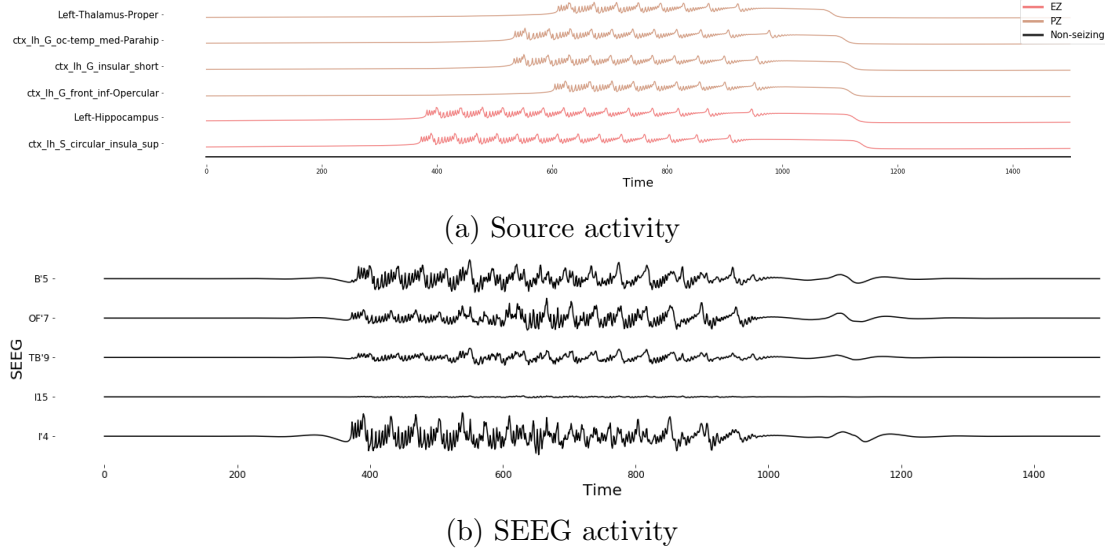 Left-Thalamus-Proper
ctx_lh_G_oc-temp_med-Parahip
ctx_lh_G_insular_short
ctx_lh_G_front_inf-Opercular
Left-Hippocampus
ctx_lh_S_circular_insula_sup
EZ
PZ
Non-seizing
0 200 400 600 800 1000 1200 1400
Time
(a) Source activity
B'5
OF'7
TB'9
I15
I'4
SEEG
0 200 400 600 800 1000 1200 1400
Time
(b) SEEG activity